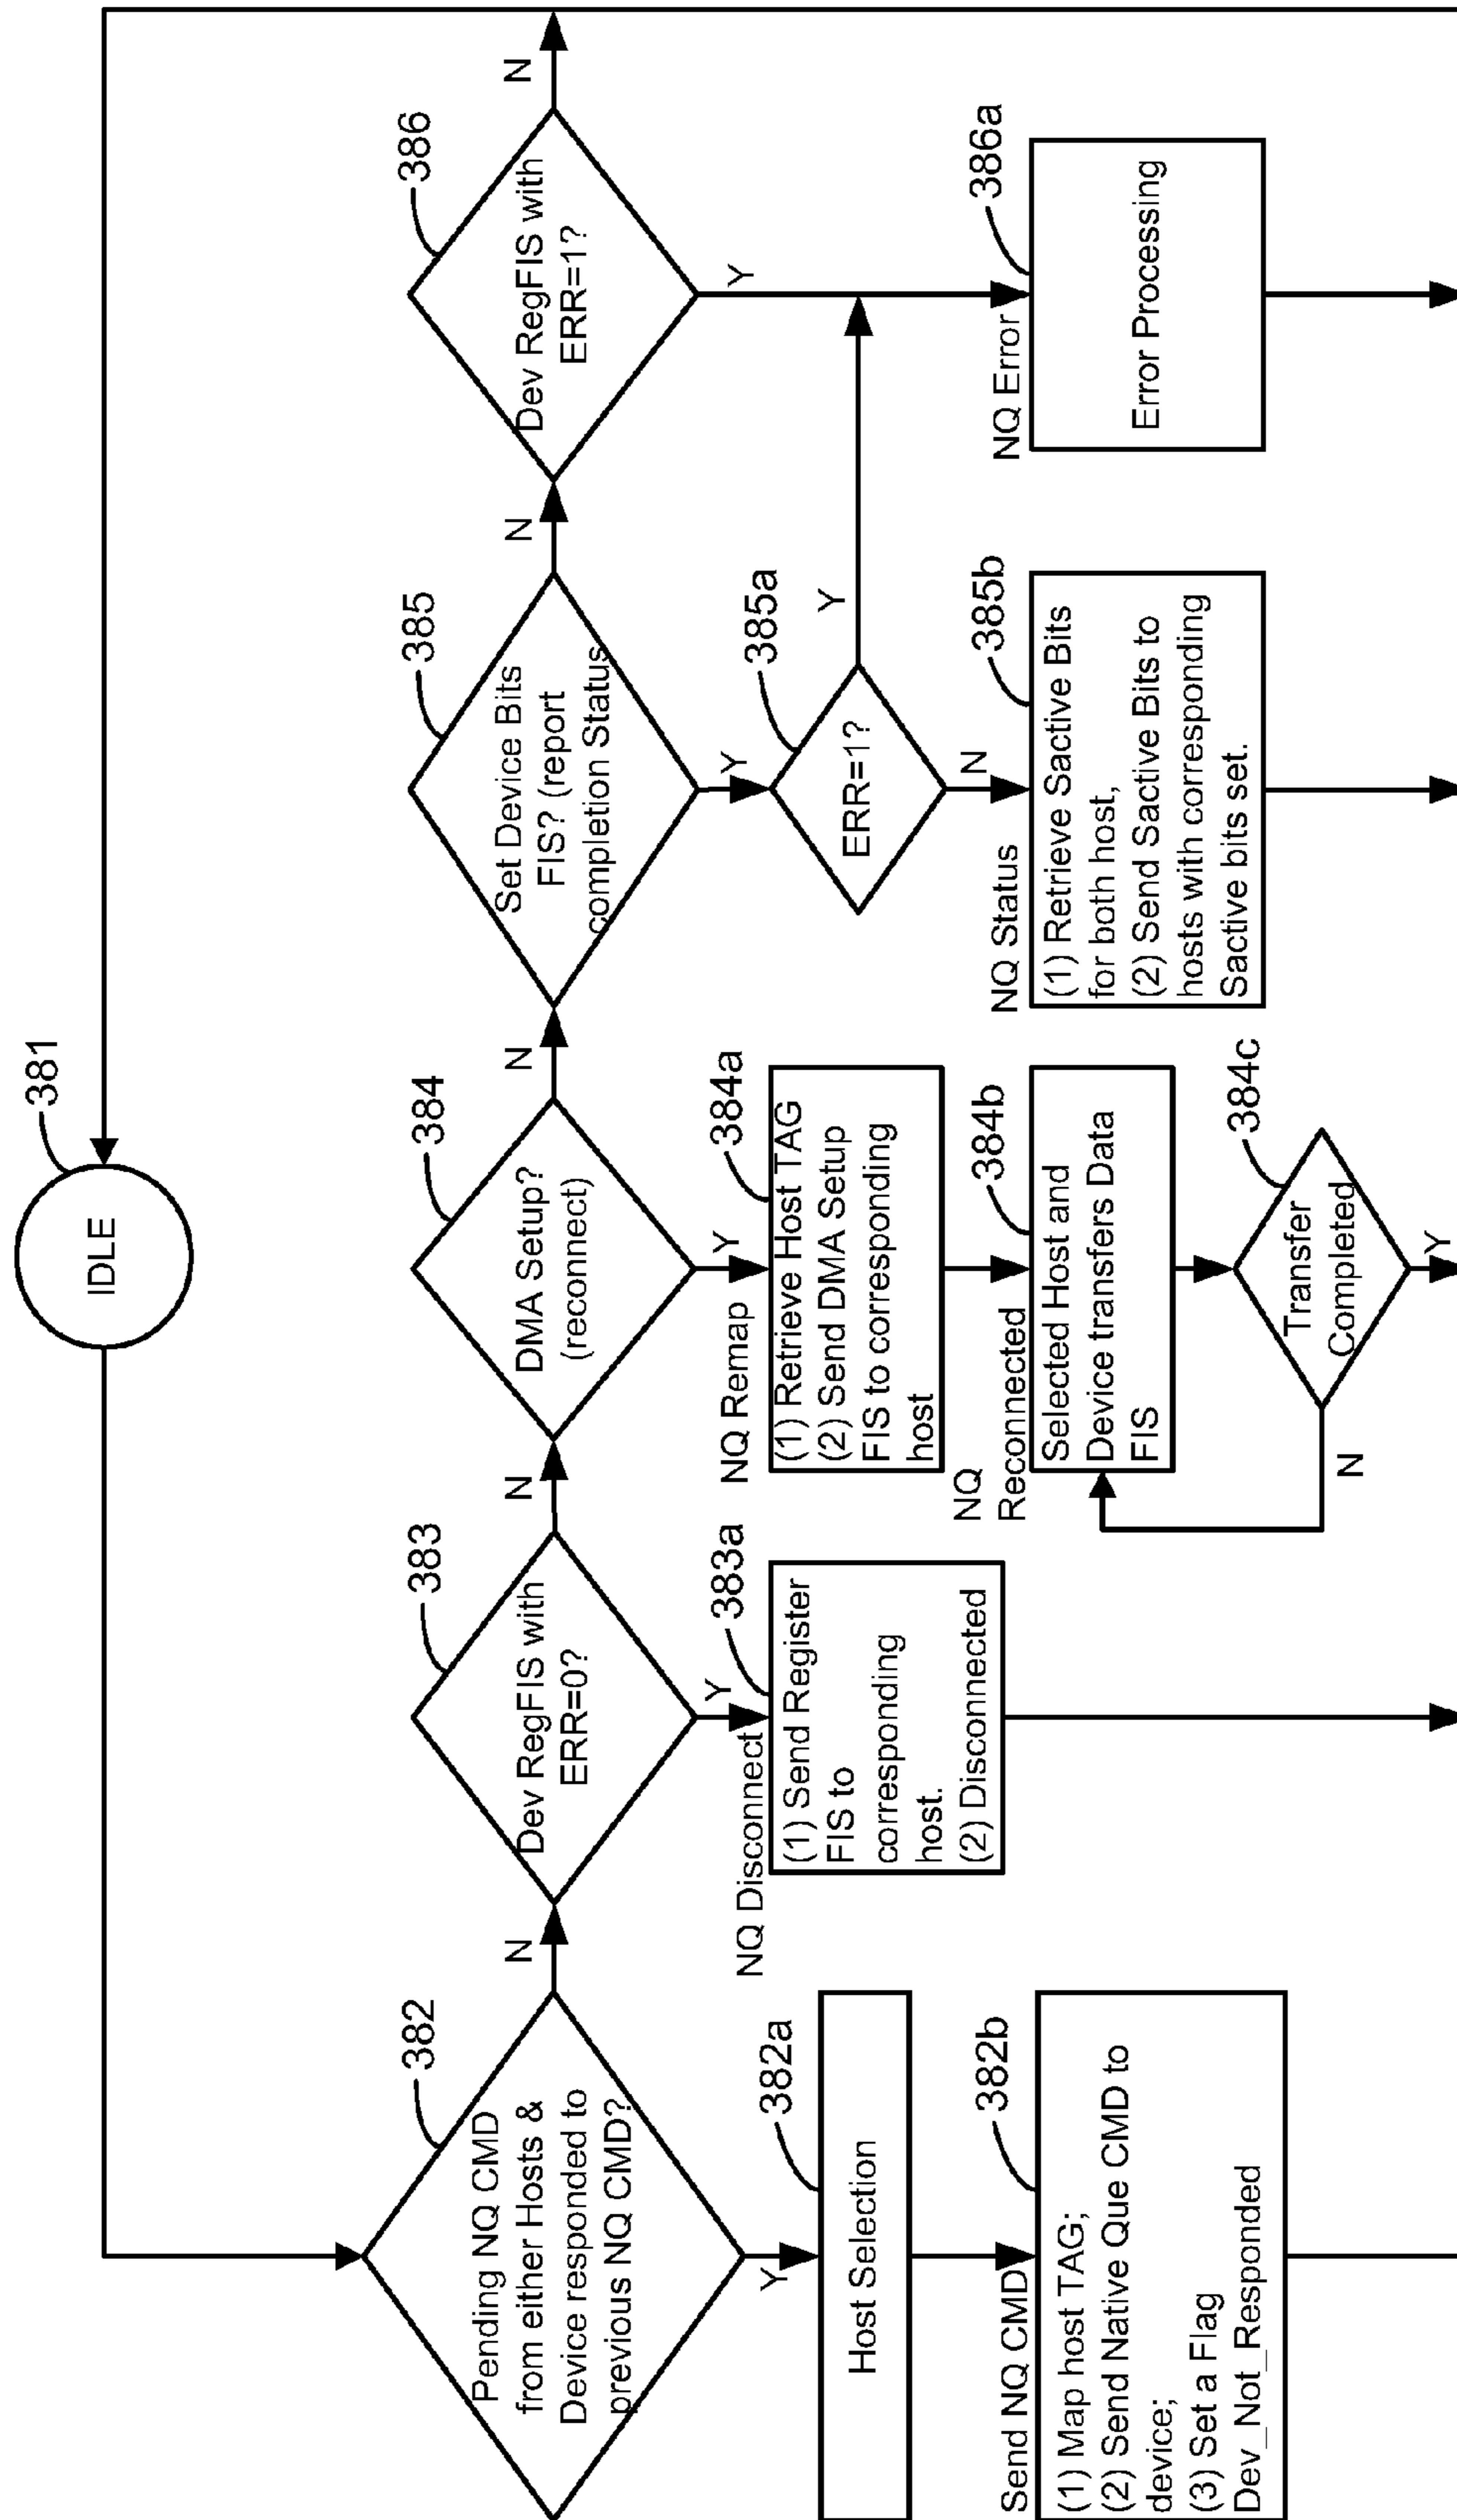 381
IDLE
382
Pending NQ CMD
from either Hosts &
Device responded to
previous NQ CMD?
N
Y
382a
Host Selection
Send NQ CMD
382b
(1) Map host TAG;
(2) Send Native Que CMD to
device;
(3) Set a Flag
Dev_Not_Responded
383
Dev RegFIS with
ERR=0?
N
Y
NQ Disconnect
383a
(1) Send Register
FIS to
corresponding
host.
(2) Disconnected
384
DMA Setup?
(reconnect)
N
Y
NQ Remap
384a
(1) Retrieve Host TAG
(2) Send DMA Setup
FIS to corresponding
host
NQ
Reconnected
384b
Selected Host and
Device transfers Data
FIS
384c
Transfer
Completed
N
Y
385
Set Device Bits
FIS? (report
completion Status
N
Y
385a
ERR=1?
Y
N
NQ Status
385b
(1) Retrieve Sactive Bits
for both host,
(2) Send Sactive Bits to
hosts with corresponding
Sactive bits set.
386
Dev RegFIS with
ERR=1?
N
Y
NQ Error
386a
Error Processing